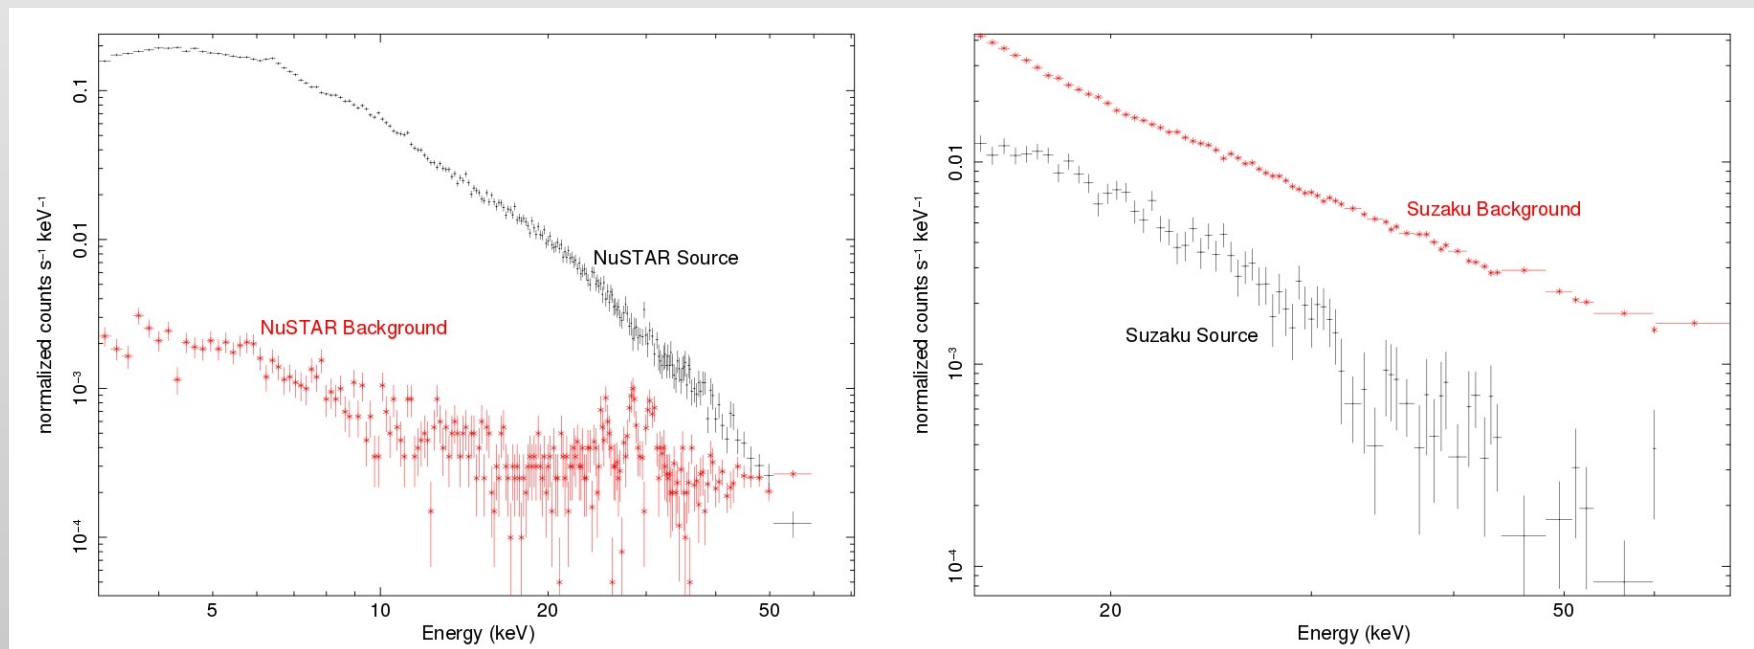 normalized counts s⁻¹ keV⁻¹
0.1
0.01
10⁻³
10⁻⁴
NuSTAR Source
NuSTAR Background
5
10
20
50
Energy (keV)
normalized counts s⁻¹ keV⁻¹
0.01
10⁻³
10⁻⁴
Suzaku Background
Suzaku Source
20
50
Energy (keV)